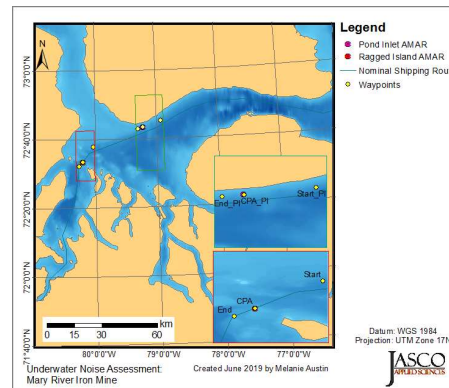 Legend
Pond Inlet AMAR
Ragged Island AMAR
Nominal Shipping Rou
Waypoints
N
73°0'0"N
72°40'0"N
72°20'0"N
72°0'0"N
71°40'0"N
End_PI
CPA_PI
Start_PI
End
CPA
Start
0 15 30 60
km
80°0'0"W
79°0'0"W
78°0'0"W
77°0'0"W
Underwater Noise Assessment:
Mary River Iron Mine
Created June 2019 by Melanie Austin
Datum: WGS 1984
Projection: UTM Zone 17N
JASCO
APPLIED SCIENCES